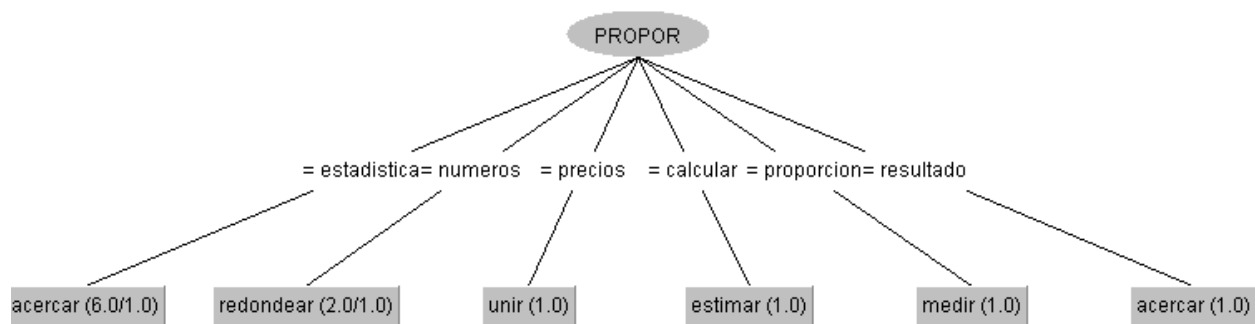 PROPOR
= estadistica= numeros = precios = calcular = proporcion= resultado
acercar (6.0/1.0) redondear (2.0/1.0) unir (1.0) estimar (1.0) medir (1.0) acercar (1.0)